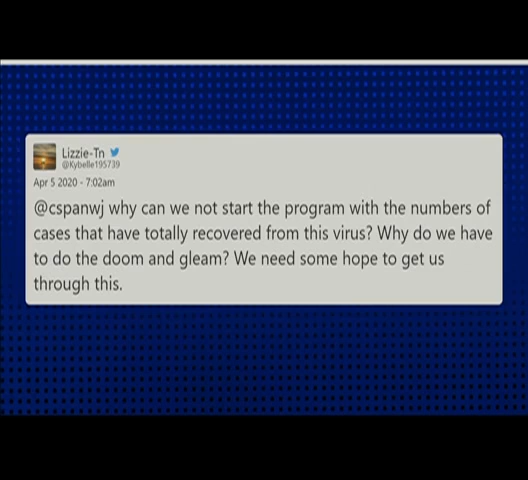 Lizzie-Tn
@Kybelle195739
Apr 5 2020 - 7:02am
@cspanwj why can we not start the program with the numbers of
cases that have totally recovered from this virus? Why do we have
to do the doom and gleam? We need some hope to get us
through this.